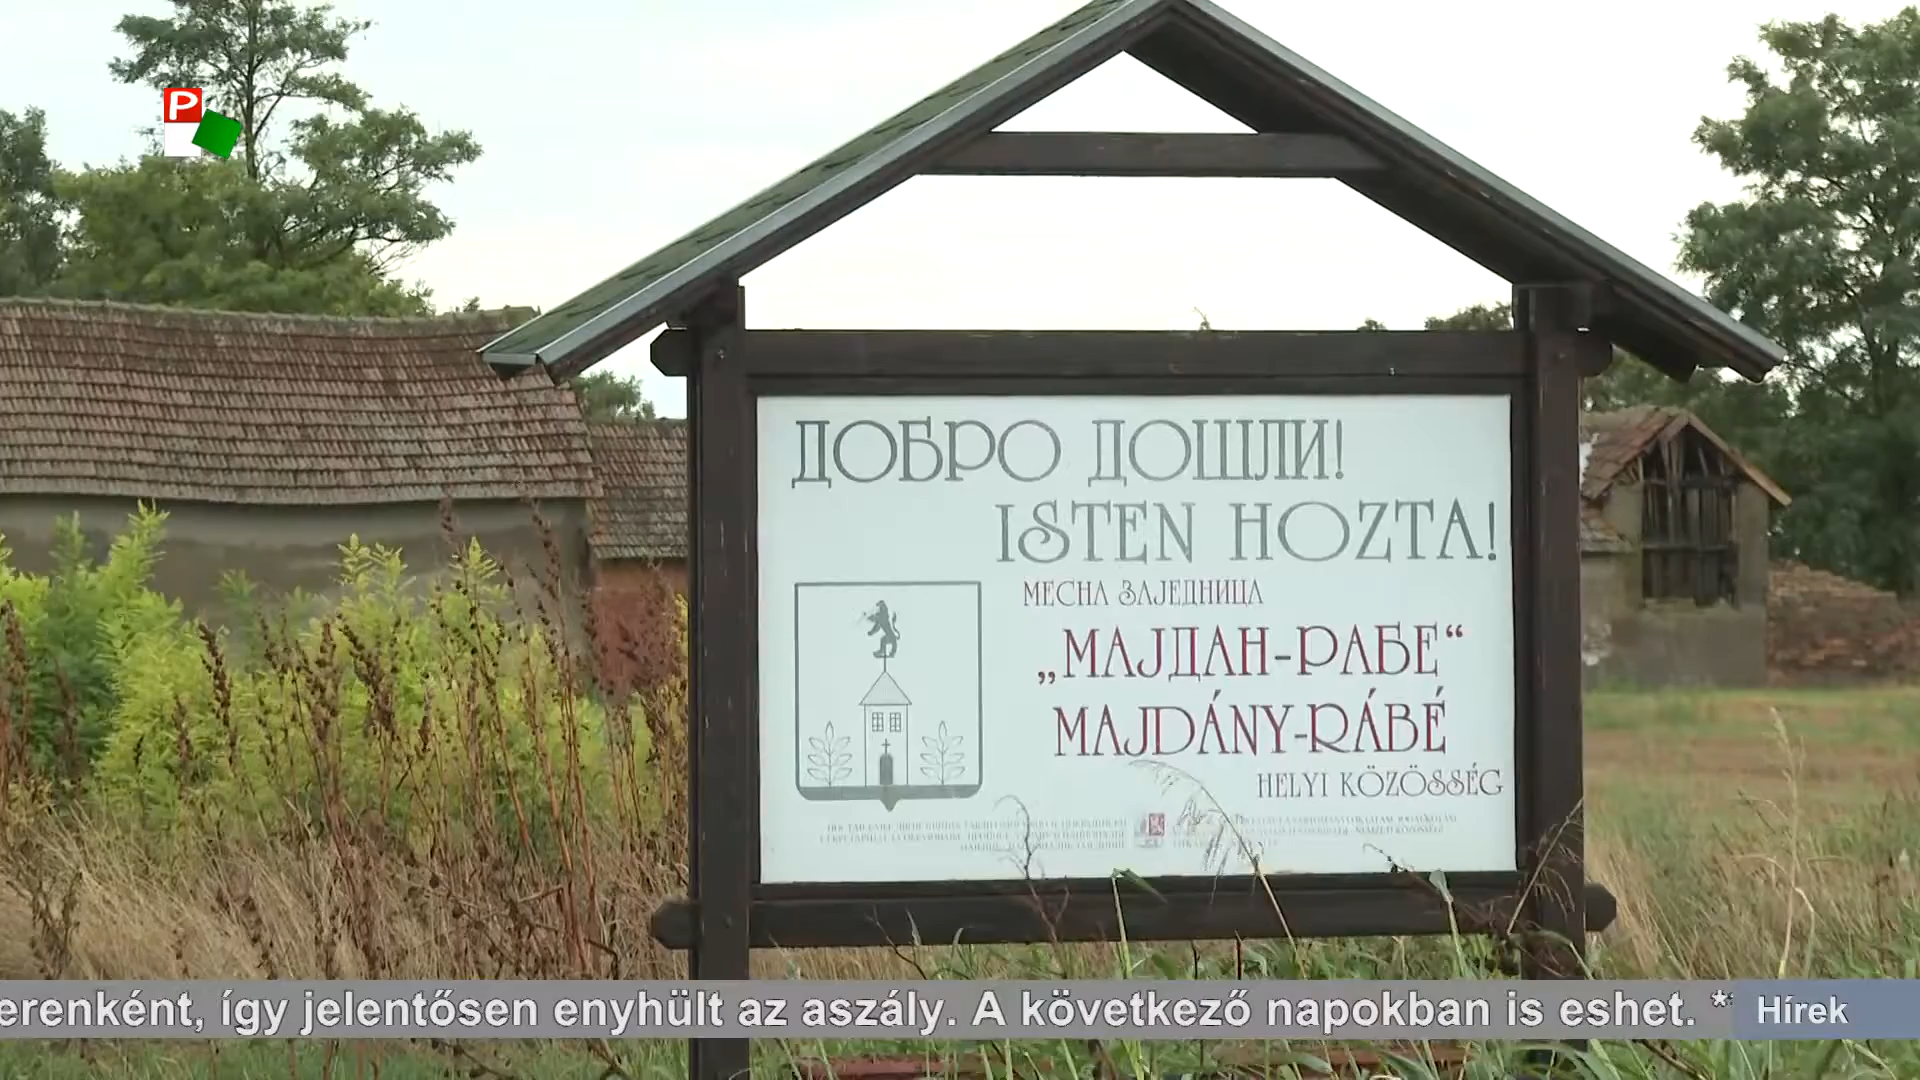 P
ДОБРО ДОШЛИ!
ISTEN HOZTA!
МЕСНА ЗАЈЕДНИЦА
„МАЈДАН-РАБЕ“
MAJDÁNY-RÁBÉ
HELYI KÖZÖSSÉG
erenként, így jelentősen enyhült az aszály. A következő napokban is eshet. *
Hírek